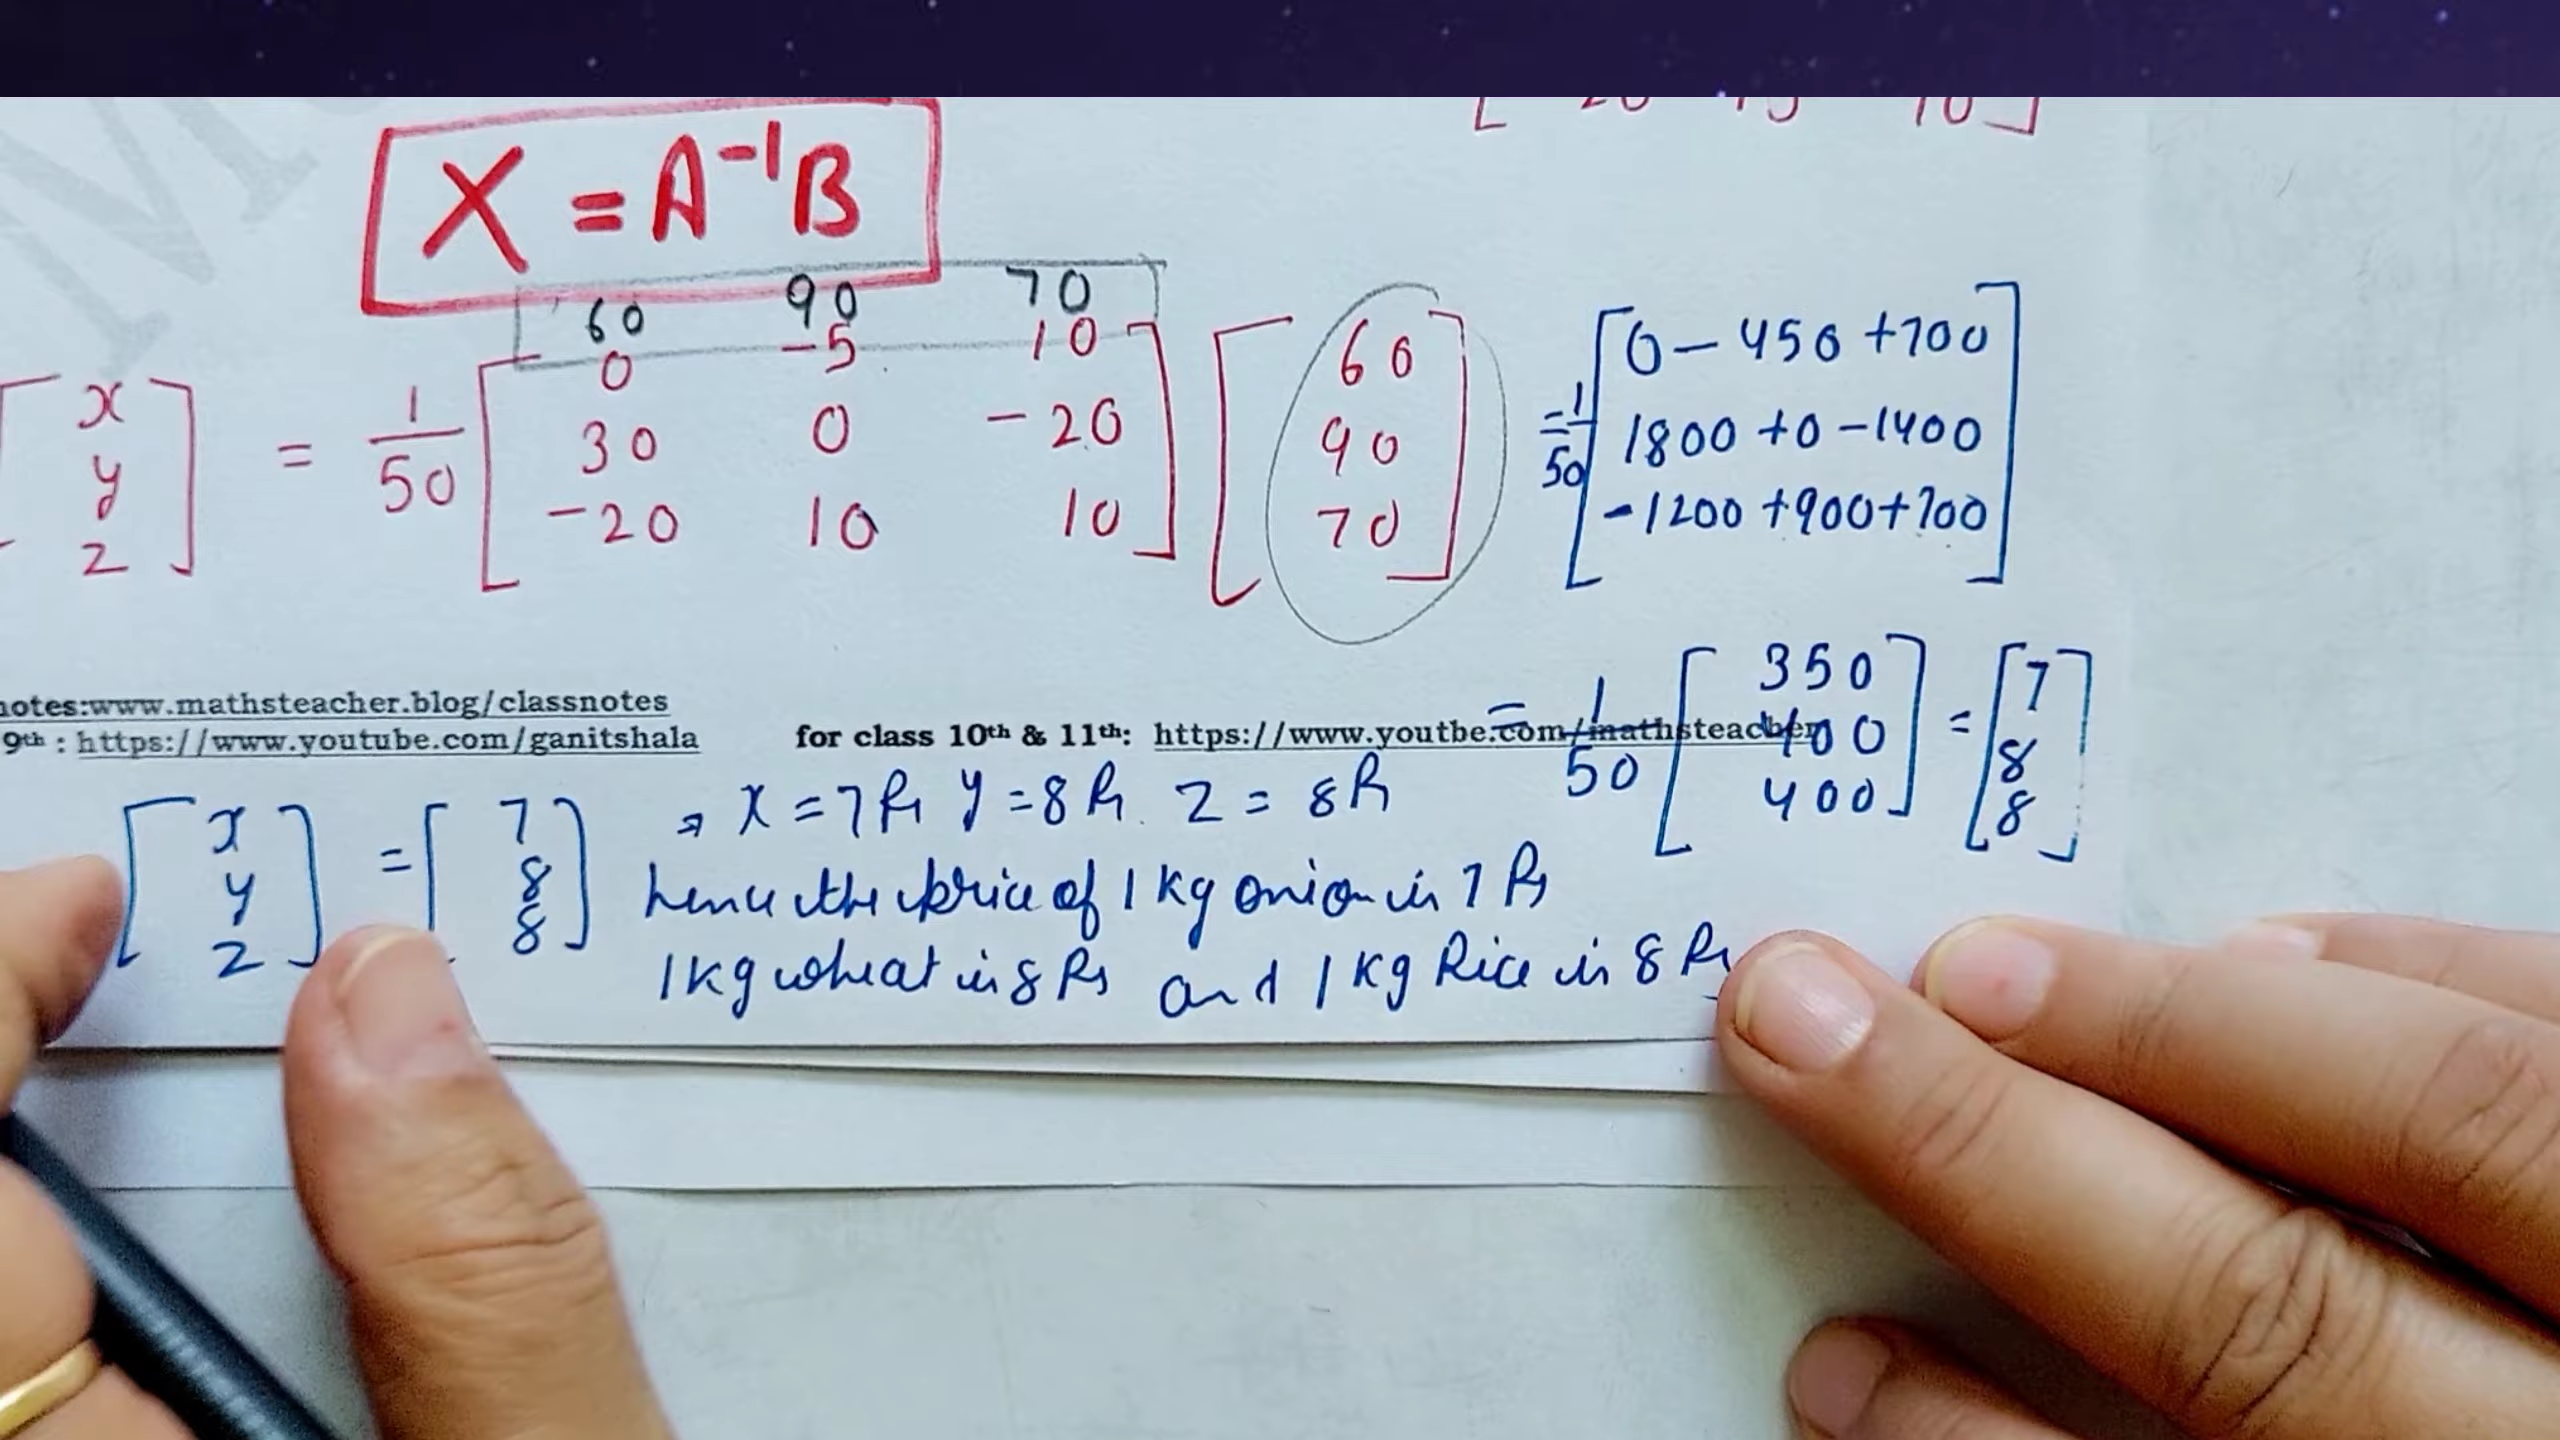 20 15 10
X = A⁻¹B
60 90 70
[x y z] = 1/50 [0 -5 10; 30 0 -20; -20 10 10] [60 90 70] = 1/50 [0 - 450 + 700; 1800 + 0 - 1400; -1200 + 900 + 700]
= 1/50 [350 400 400] = [7 8 8]
notes:www.mathsteacher.blog/classnotes
9th : https://www.youtube.com/ganitshala for class 10th & 11th: https://www.youtbe.com/mathsteacher
[x y z] = [7 8 8] ⇒ x = 7 Rs y = 8 Rs. z = 8 R
hence the price of 1 kg onion is 7 Rs
1 kg wheat is 8 Rs and 1 kg Rice is 8 Rs